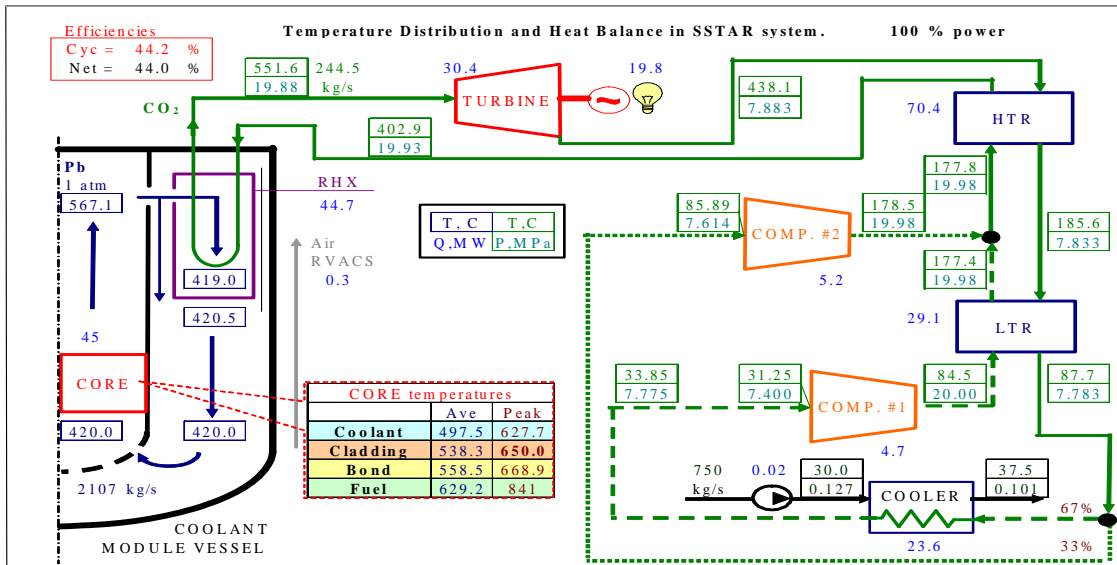 Efficiencies
Cyc = 44.2 %
Net = 44.0 %
Temperature Distribution and Heat Balance in SSTAR system. 100 % power
551.6
19.88
244.5
kg/s
30.4
TURBINE
~
19.8
438.1
7.883
70.4
HTR
CO₂
402.9
19.93
Pb
1 atm
567.1
RHX
44.7
T,C T,C
Q,MW P,MPa
85.89
7.614
COMP. #2
5.2
178.5
19.98
177.8
19.98
185.6
7.833
177.4
19.98
Air
RVACS
0.3
419.0
420.5
45
CORE
420.0
420.0
2107 kg/s
COOLANT
MODULE VESSEL
CORE temperatures
Ave Peak
Coolant 497.5 627.7
Cladding 538.3 650.0
Bond 558.5 668.9
Fuel 629.2 841
29.1
LTR
33.85
7.775
31.25
7.400
COMP. #1
4.7
84.5
20.00
87.7
7.783
750
kg/s
0.02
30.0
0.127
COOLER
23.6
37.5
0.101
67%
33%